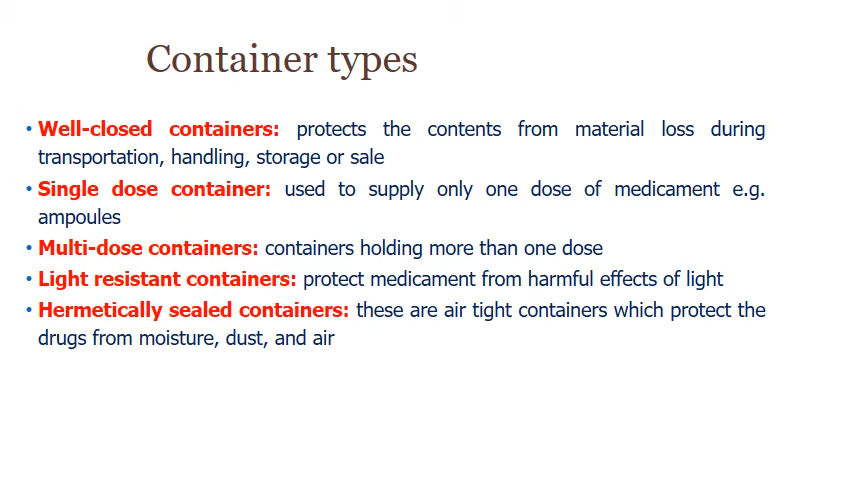 Container types
• Well-closed containers: protects the contents from material loss during
transportation, handling, storage or sale
• Single dose container: used to supply only one dose of medicament e.g.
ampoules
• Multi-dose containers: containers holding more than one dose
• Light resistant containers: protect medicament from harmful effects of light
• Hermetically sealed containers: these are air tight containers which protect the
drugs from moisture, dust, and air